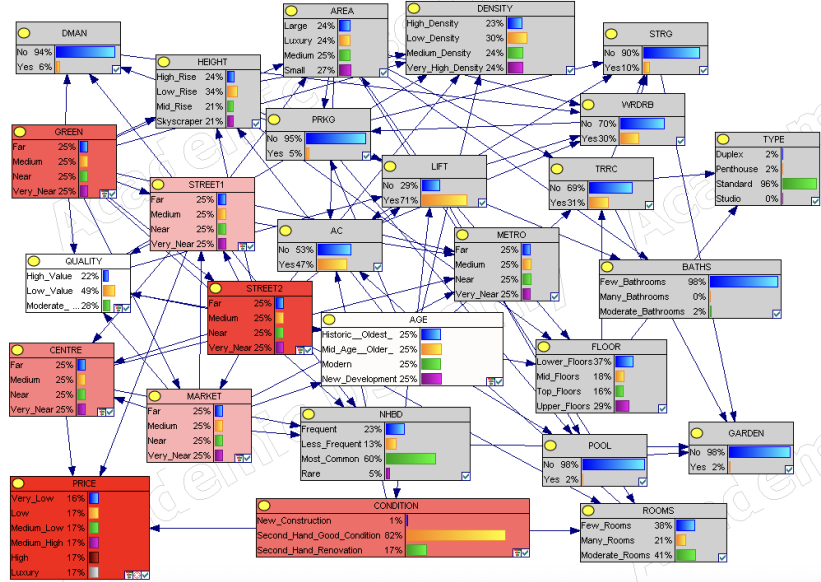 DMAN
No 94%
Yes 6%
HEIGHT
High_Rise 24%
Low_Rise 34%
Mid_Rise 21%
Skyscraper 21%
AREA
Large 24%
Luxury 24%
Medium 25%
Small 27%
DENSITY
High_Density 23%
Low_Density 30%
Medium_Density 24%
Very_High_Density 24%
STRG
No 90%
Yes 10%
WRDRB
No 70%
Yes 30%
PRKG
No 95%
Yes 5%
GREEN
Far 25%
Medium 25%
Near 25%
Very_Near 25%
TYPE
Duplex 2%
Penthouse 2%
Standard 96%
Studio 0%
LIFT
No 29%
Yes 71%
TRRC
No 69%
Yes 31%
STREET1
Far 25%
Medium 25%
Near 25%
Very_Near 25%
AC
No 53%
Yes 47%
METRO
Far 25%
Medium 25%
Near 25%
Very_Near 25%
QUALITY
High_Value 22%
Low_Value 49%
Moderate_ ... 28%
BATHS
Few_Bathrooms 98%
Many_Bathrooms 0%
Moderate_Bathrooms 2%
STREET2
Far 25%
Medium 25%
Near 25%
Very_Near 25%
AGE
Historic__Oldest_ 25%
Mid_Age__Older_ 25%
Modern 25%
New_Development 25%
FLOOR
Lower_Floors 37%
Mid_Floors 18%
Top_Floors 16%
Upper_Floors 29%
CENTRE
Far 25%
Medium 25%
Near 25%
Very_Near 25%
MARKET
Far 25%
Medium 25%
Near 25%
Very_Near 25%
NHBD
Frequent 23%
Less_Frequent 13%
Most_Common 60%
Rare 5%
GARDEN
No 98%
Yes 2%
POOL
No 98%
Yes 2%
PRICE
Very_Low 16%
Low 17%
Medium_Low 17%
Medium_High 17%
High 17%
Luxury 17%
CONDITION
New_Construction 1%
Second_Hand_Good_Condition 82%
Second_Hand_Renovation 17%
ROOMS
Few_Rooms 38%
Many_Rooms 21%
Moderate_Rooms 41%